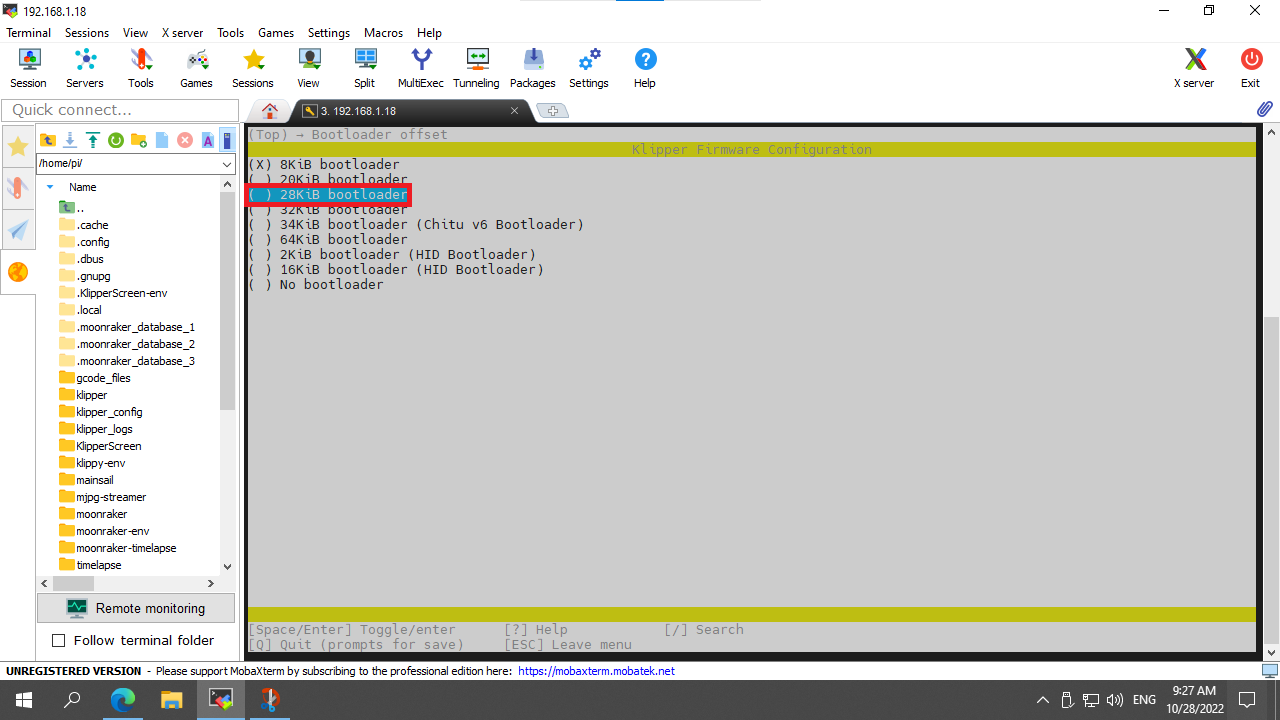 192.168.1.18
Terminal Sessions View X server Tools Games Settings Macros Help
Session Servers Tools Games Sessions View Split MultiExec Tunneling Packages Settings Help X server Exit
Quick connect...
3. 192.168.1.18
/home/pi/
Name
..
.cache
.config
.dbus
.gnupg
.KlipperScreen-env
.local
.moonraker_database_1
.moonraker_database_2
.moonraker_database_3
gcode_files
klipper
klipper_config
klipper_logs
KlipperScreen
klippy-env
mainsail
mjpg-streamer
moonraker
moonraker-env
moonraker-timelapse
timelapse
Remote monitoring
Follow terminal folder
(Top) → Bootloader offset
Klipper Firmware Configuration
(X) 8KiB bootloader
( ) 20KiB bootloader
( ) 28KiB bootloader
( ) 32KiB bootloader
( ) 34KiB bootloader (Chitu v6 Bootloader)
( ) 64KiB bootloader
( ) 2KiB bootloader (HID Bootloader)
( ) 16KiB bootloader (HID Bootloader)
( ) No bootloader
[Space/Enter] Toggle/enter [?] Help [/] Search
[Q] Quit (prompts for save) [ESC] Leave menu
UNREGISTERED VERSION - Please support MobaXterm by subscribing to the professional edition here: https://mobaxterm.mobatek.net
ENG
9:27 AM
10/28/2022